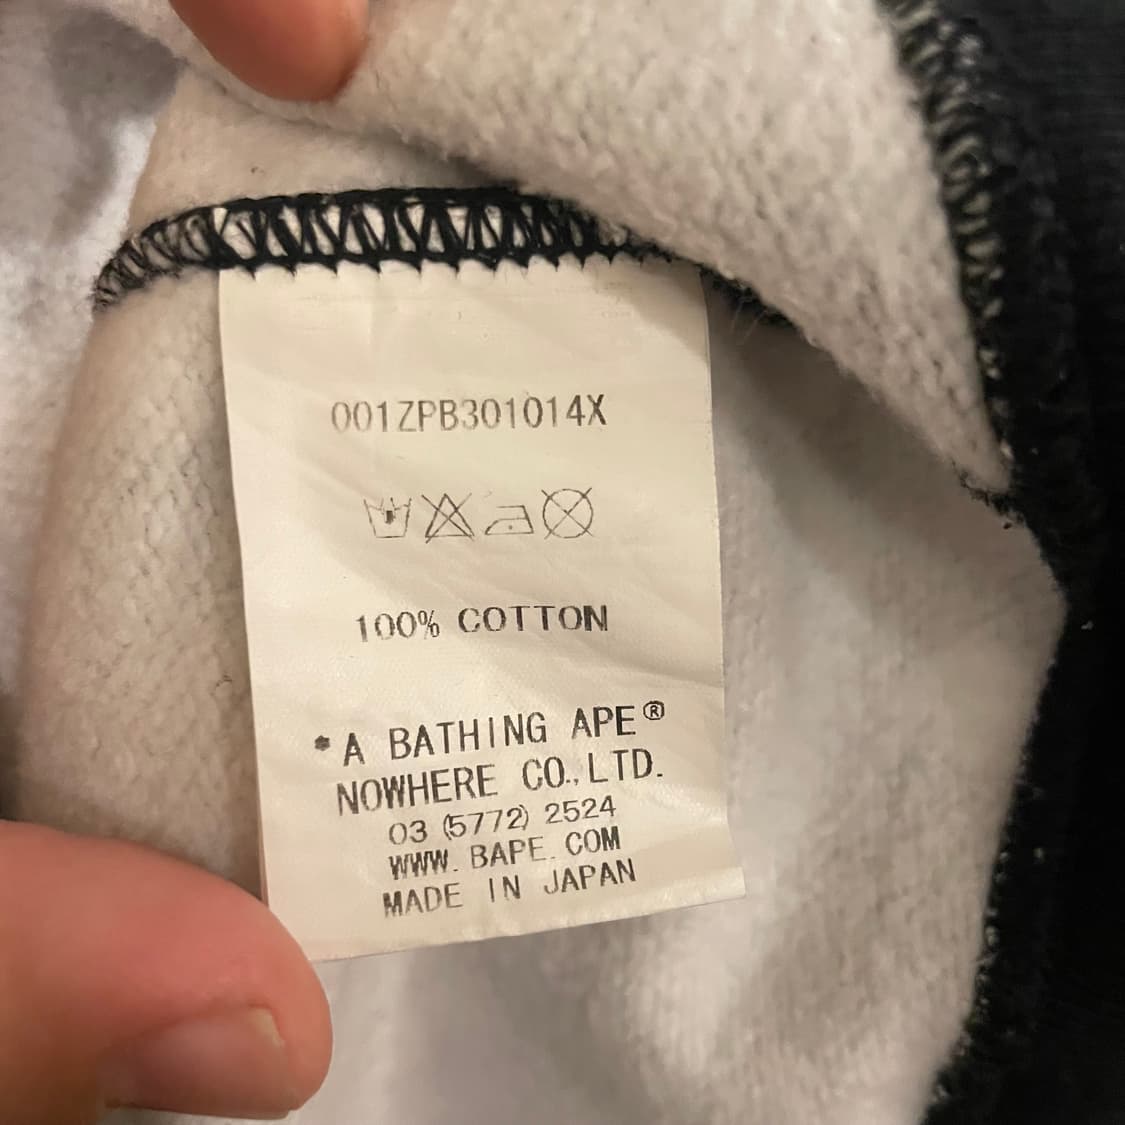 001ZPB301014X
100% COTTON
*A BATHING APE®
NOWHERE CO., LTD.
03 (5772) 2524
WWW. BAPE. COM
MADE IN JAPAN